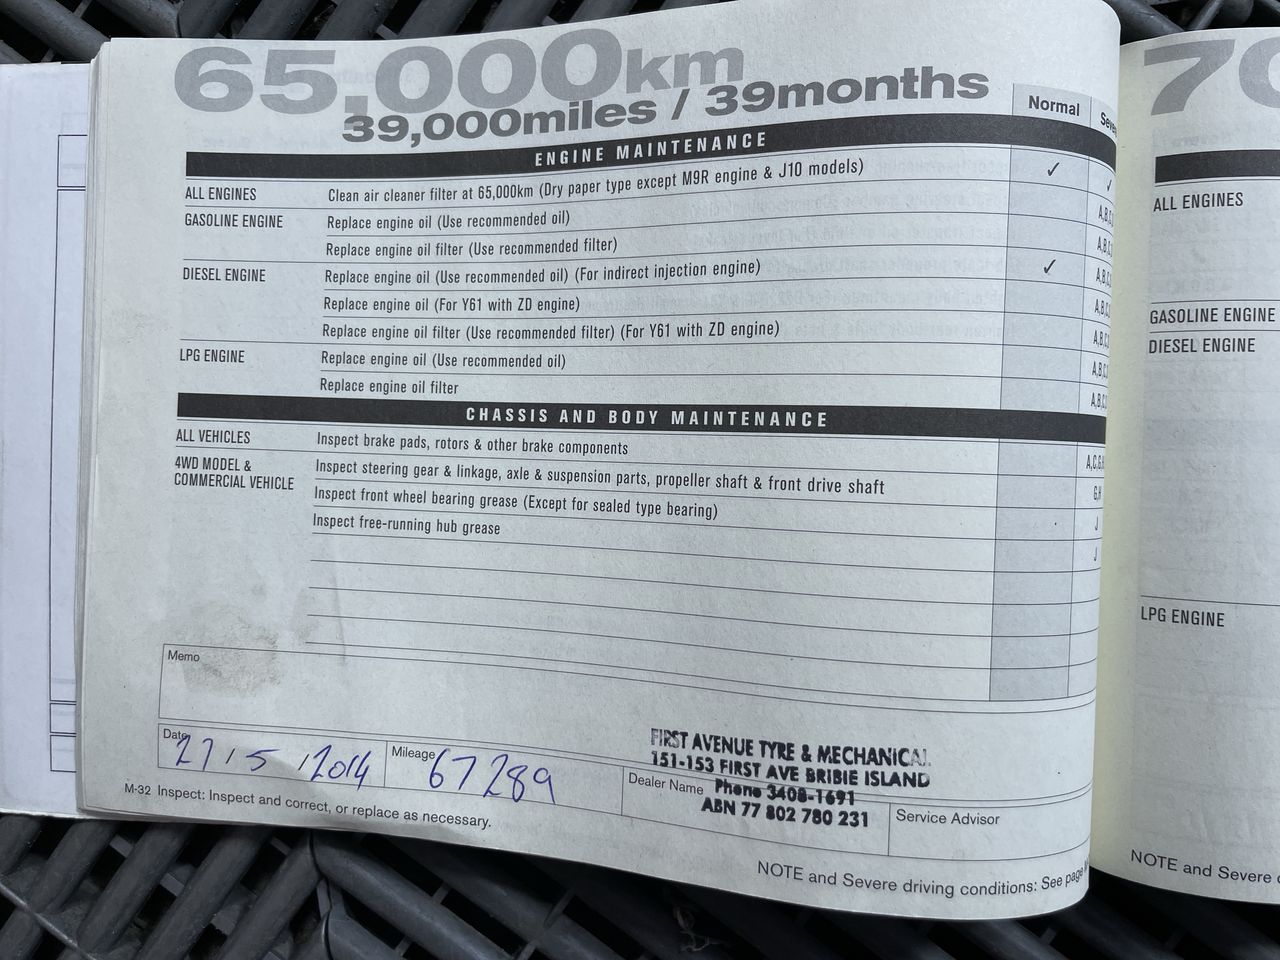 65,000km
39,000miles / 39months
Normal
ENGINE MAINTENANCE
ALL ENGINES Clean air cleaner filter at 65,000km (Dry paper type except M9R engine & J10 models) ✓ ✓
GASOLINE ENGINE Replace engine oil (Use recommended oil) A,B,C,
Replace engine oil filter (Use recommended filter) A,B,C,
DIESEL ENGINE Replace engine oil (Use recommended oil) (For indirect injection engine) ✓ A,B,C,
Replace engine oil (For Y61 with ZD engine) A,B,C,
Replace engine oil filter (Use recommended filter) (For Y61 with ZD engine) A,B,C,
LPG ENGINE Replace engine oil (Use recommended oil) A,B,C,
Replace engine oil filter A,B,C,
CHASSIS AND BODY MAINTENANCE
ALL VEHICLES Inspect brake pads, rotors & other brake components A,C,G,H
4WD MODEL &
COMMERCIAL VEHICLE
Inspect steering gear & linkage, axle & suspension parts, propeller shaft & front drive shaft G,H
Inspect front wheel bearing grease (Except for sealed type bearing) J
Inspect free-running hub grease J
Memo
Date 27/5/2014
Mileage 67289
Dealer Name
FIRST AVENUE TYRE & MECHANICAL
151-153 FIRST AVE BRIBIE ISLAND
Phone 3408-1691
ABN 77 802 780 231
Service Advisor
M-32 Inspect: Inspect and correct, or replace as necessary.
NOTE and Severe driving conditions: See page
70
ALL ENGINES
GASOLINE ENGINE
DIESEL ENGINE
LPG ENGINE
NOTE and Severe